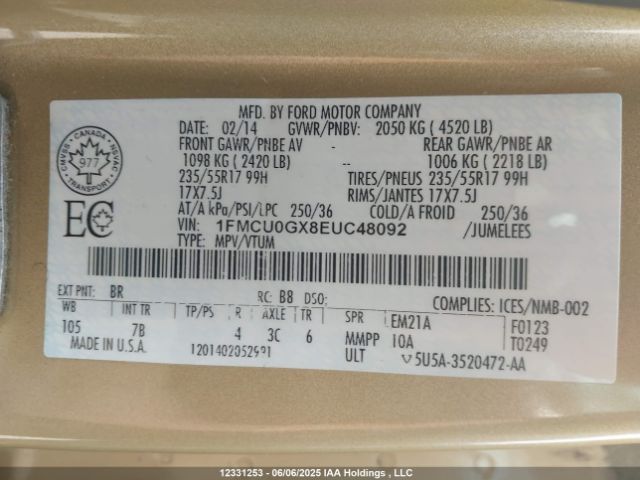 MFD. BY FORD MOTOR COMPANY
DATE: 02/14 GVWR/PNBV: 2050 KG ( 4520 LB)
FRONT GAWR/PNBE AV - REAR GAWR/PNBE AR
1098 KG ( 2420 LB) -- 1006 KG ( 2218 LB)
235/55R17 99H TIRES/PNEUS 235/55R17 99H
17X7.5J RIMS/JANTES 17X7.5J
AT/A kPa/PSI/LPC 250/36 COLD/A FROID 250/36
VIN: 1FMCU0GX8EUC48092 /JUMELEES
TYPE: MPV/VTUM
CANADA
CMVSS NSVAC
977
TRANSPORT
EC
EXT PNT: BR RC: B8 DSO: COMPLIES: ICES/NMB-002
WB INT TR TP/PS R AXLE TR SPR EM21A F0123
105 7B 4 3C 6 MMPP 10A T0249
MADE IN U.S.A. ULT 5U5A-3520472-AA
12331253 - 06/06/2025 IAA Holdings , LLC